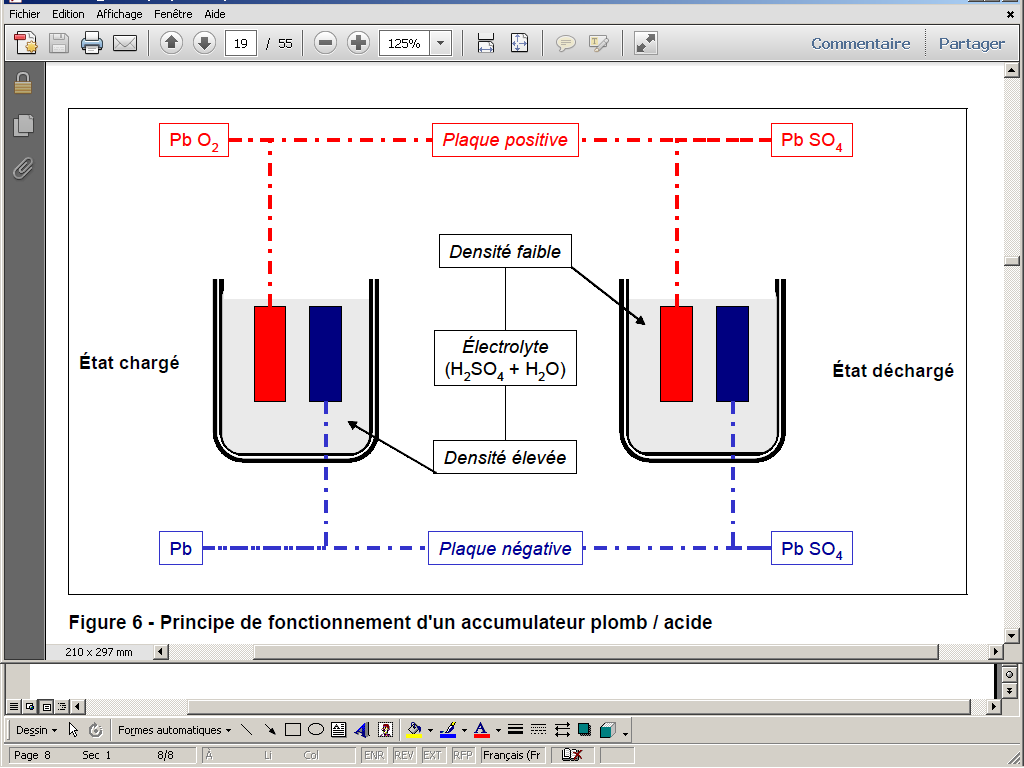 Fichier Edition Affichage Fenêtre Aide
19 / 55 125% Commentaire Partager
Pb O2 Plaque positive Pb SO4
Densité faible
État chargé
Électrolyte
(H2SO4 + H2O)
État déchargé
Densité élevée
Pb Plaque négative Pb SO4
Figure 6 - Principe de fonctionnement d'un accumulateur plomb / acide
210 x 297 mm
Dessin Formes automatiques
Page 8 Sec 1 8/8 À Li Col ENR REV EXT RFP Français (Fr